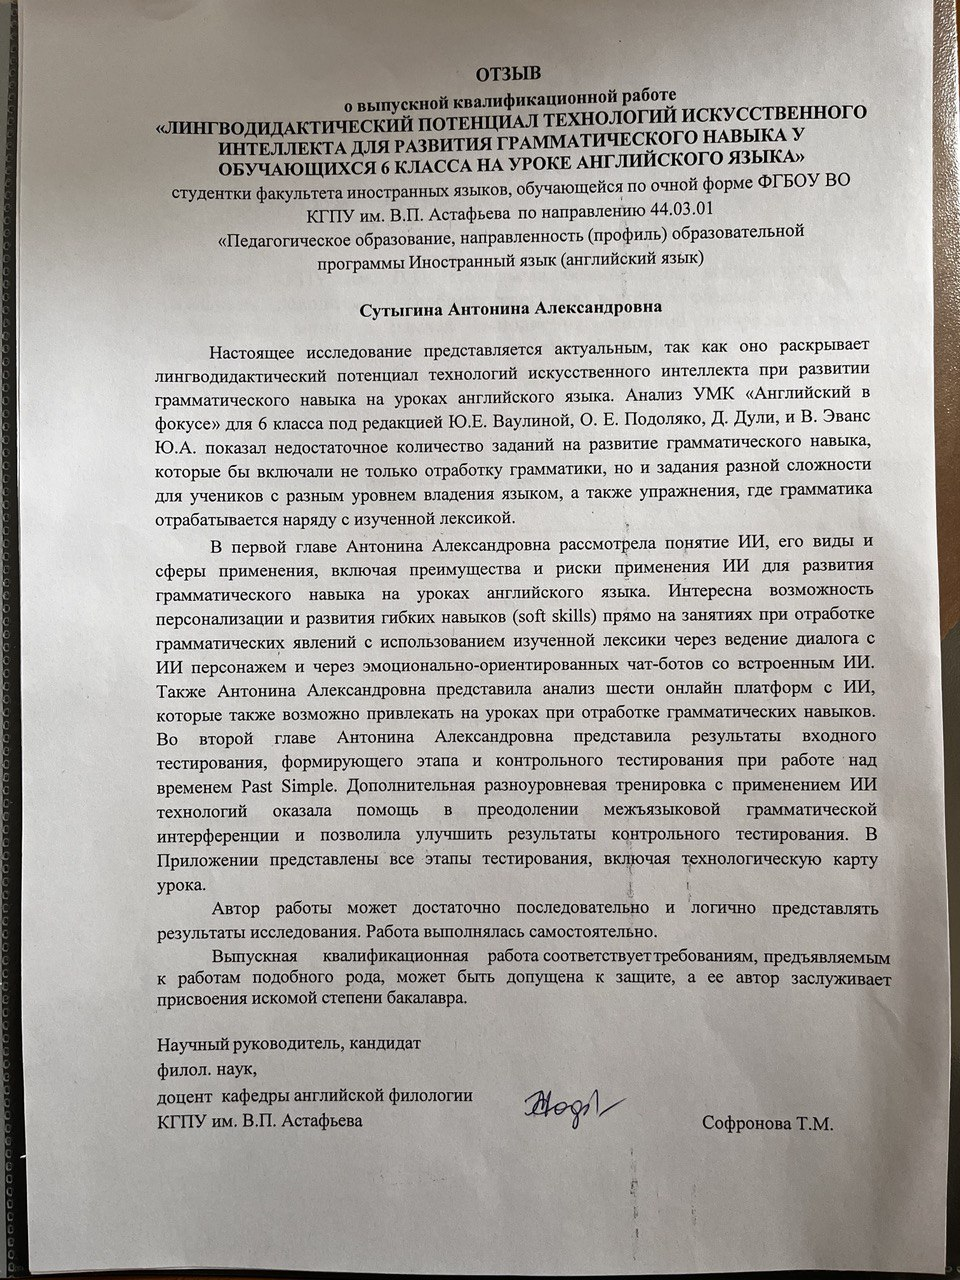 ОТЗЫВ
о выпускной квалификационной работе
«ЛИНГВОДИДАКТИЧЕСКИЙ ПОТЕНЦИАЛ ТЕХНОЛОГИЙ ИСКУССТВЕННОГО
ИНТЕЛЛЕКТА ДЛЯ РАЗВИТИЯ ГРАММАТИЧЕСКОГО НАВЫКА У
ОБУЧАЮЩИХСЯ 6 КЛАССА НА УРОКЕ АНГЛИЙСКОГО ЯЗЫКА»
студентки факультета иностранных языков, обучающейся по очной форме ФГБОУ ВО
КГПУ им. В.П. Астафьева по направлению 44.03.01
«Педагогическое образование, направленность (профиль) образовательной
программы Иностранный язык (английский язык)
Сутыгина Антонина Александровна
Настоящее исследование представляется актуальным, так как оно раскрывает
лингводидактический потенциал технологий искусственного интеллекта при развитии
грамматического навыка на уроках английского языка. Анализ УМК «Английский в
фокусе» для 6 класса под редакцией Ю.Е. Ваулиной, О. Е. Подоляко, Д. Дули, и В. Эванс
Ю.А. показал недостаточное количество заданий на развитие грамматического навыка,
которые бы включали не только отработку грамматики, но и задания разной сложности
для учеников с разным уровнем владения языком, а также упражнения, где грамматика
отрабатывается наряду с изученной лексикой.
В первой главе Антонина Александровна рассмотрела понятие ИИ, его виды и
сферы применения, включая преимущества и риски применения ИИ для развития
грамматического навыка на уроках английского языка. Интересна возможность
персонализации и развития гибких навыков (soft skills) прямо на занятиях при отработке
грамматических явлений с использованием изученной лексики через ведение диалога с
ИИ персонажем и через эмоционально-ориентированных чат-ботов со встроенным ИИ.
Также Антонина Александровна представила анализ шести онлайн платформ с ИИ,
которые также возможно привлекать на уроках при отработке грамматических навыков.
Во второй главе Антонина Александровна представила результаты входного
тестирования, формирующего этапа и контрольного тестирования при работе над
временем Past Simple. Дополнительная разноуровневая тренировка с применением ИИ
технологий оказала помощь в преодолении межъязыковой грамматической
интерференции и позволила улучшить результаты контрольного тестирования. В
Приложении представлены все этапы тестирования, включая технологическую карту
урока.
Автор работы может достаточно последовательно и логично представлять
результаты исследования. Работа выполнялась самостоятельно.
Выпускная квалификационная работа соответствует требованиям, предъявляемым
к работам подобного рода, может быть допущена к защите, а ее автор заслуживает
присвоения искомой степени бакалавра.
Научный руководитель, кандидат
филол. наук,
доцент кафедры английской филологии
КГПУ им. В.П. Астафьева Софронова Т.М.